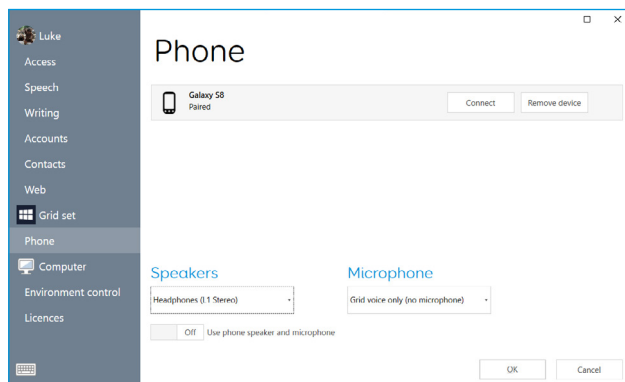 Luke
Access
Speech
Writing
Accounts
Contacts
Web
Grid set
Phone
Computer
Environment control
Licences
Phone
Galaxy S8
Paired
Connect
Remove device
Speakers
Headphones (L1 Stereo)
Off
Use phone speaker and microphone
Microphone
Grid voice only (no microphone)
OK
Cancel